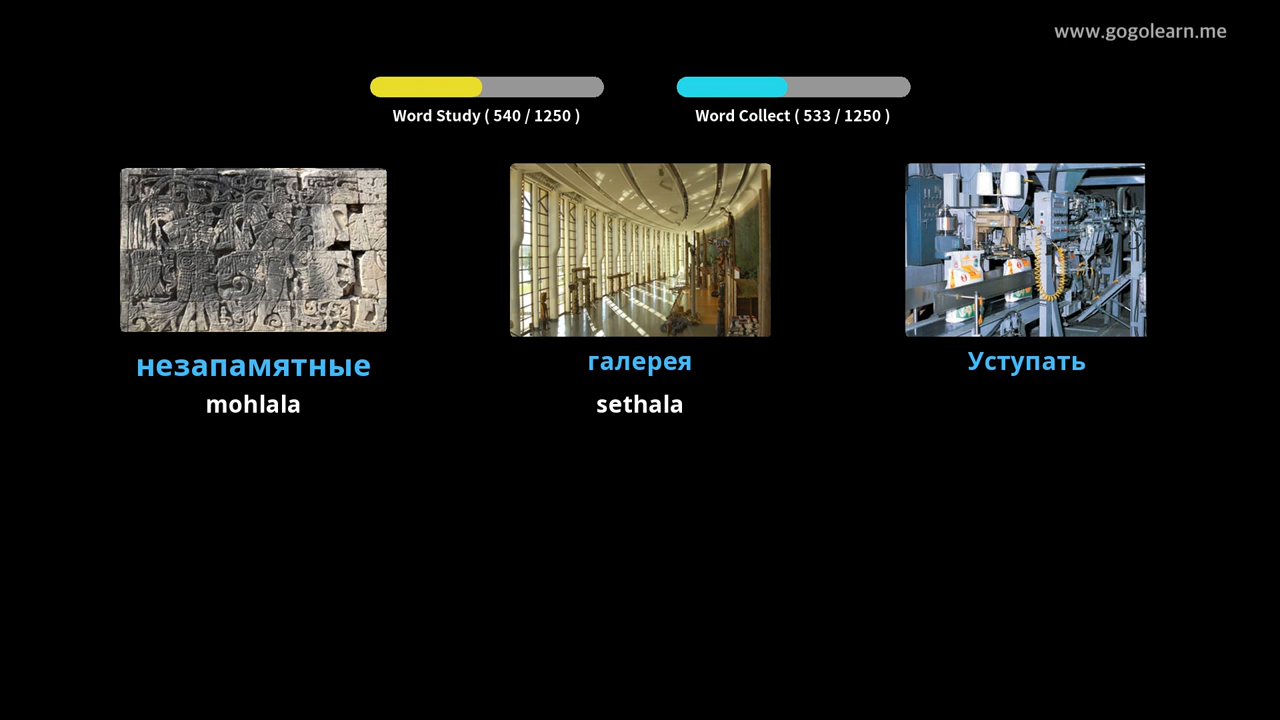 www.gogolearn.me
Word Study ( 540 / 1250 )
Word Collect ( 533 / 1250 )
незапамятные
mohlala
галерея
sethala
Уступать